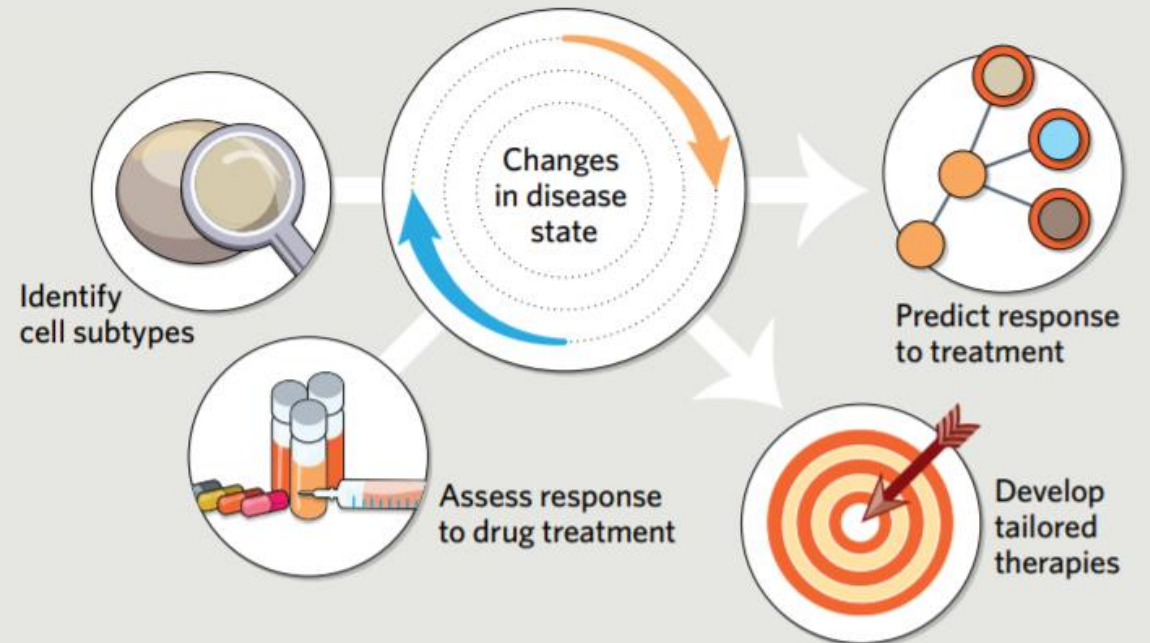 Changes
in disease
state
Identify
cell subtypes
Assess response
to drug treatment
Predict response
to treatment
Develop
tailored
therapies